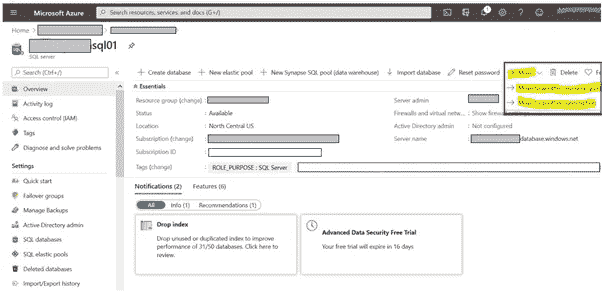 Microsoft Azure
Search resources, services, and docs (G+/)
Home >
sql01
SQL server
Search (Ctrl+/)
Create database
New elastic pool
New Synapse SQL pool (data warehouse)
Import database
Reset password
Delete
Overview
Activity log
Access control (IAM)
Tags
Diagnose and solve problems
Settings
Quick start
Failover groups
Manage Backups
Active Directory admin
SQL databases
SQL elastic pools
Deleted databases
Import/Export history
Essentials
Resource group (change) :
Status : Available
Location : North Central US
Subscription (change) :
Subscription ID :
Tags (change) : ROLE_PURPOSE : SQL Server
Server admin :
Firewalls and virtual netw... : Show firewall
Active Directory admin : Not configured
Server name : database.windows.net
Notifications (2)
Features (6)
All
Info (1)
Recommendations (1)
Drop index
Drop unused or duplicated index to improve
performance of 31/50 databases. Click here to
review.
Advanced Data Security Free Trial
Your free trial will expire in 16 days